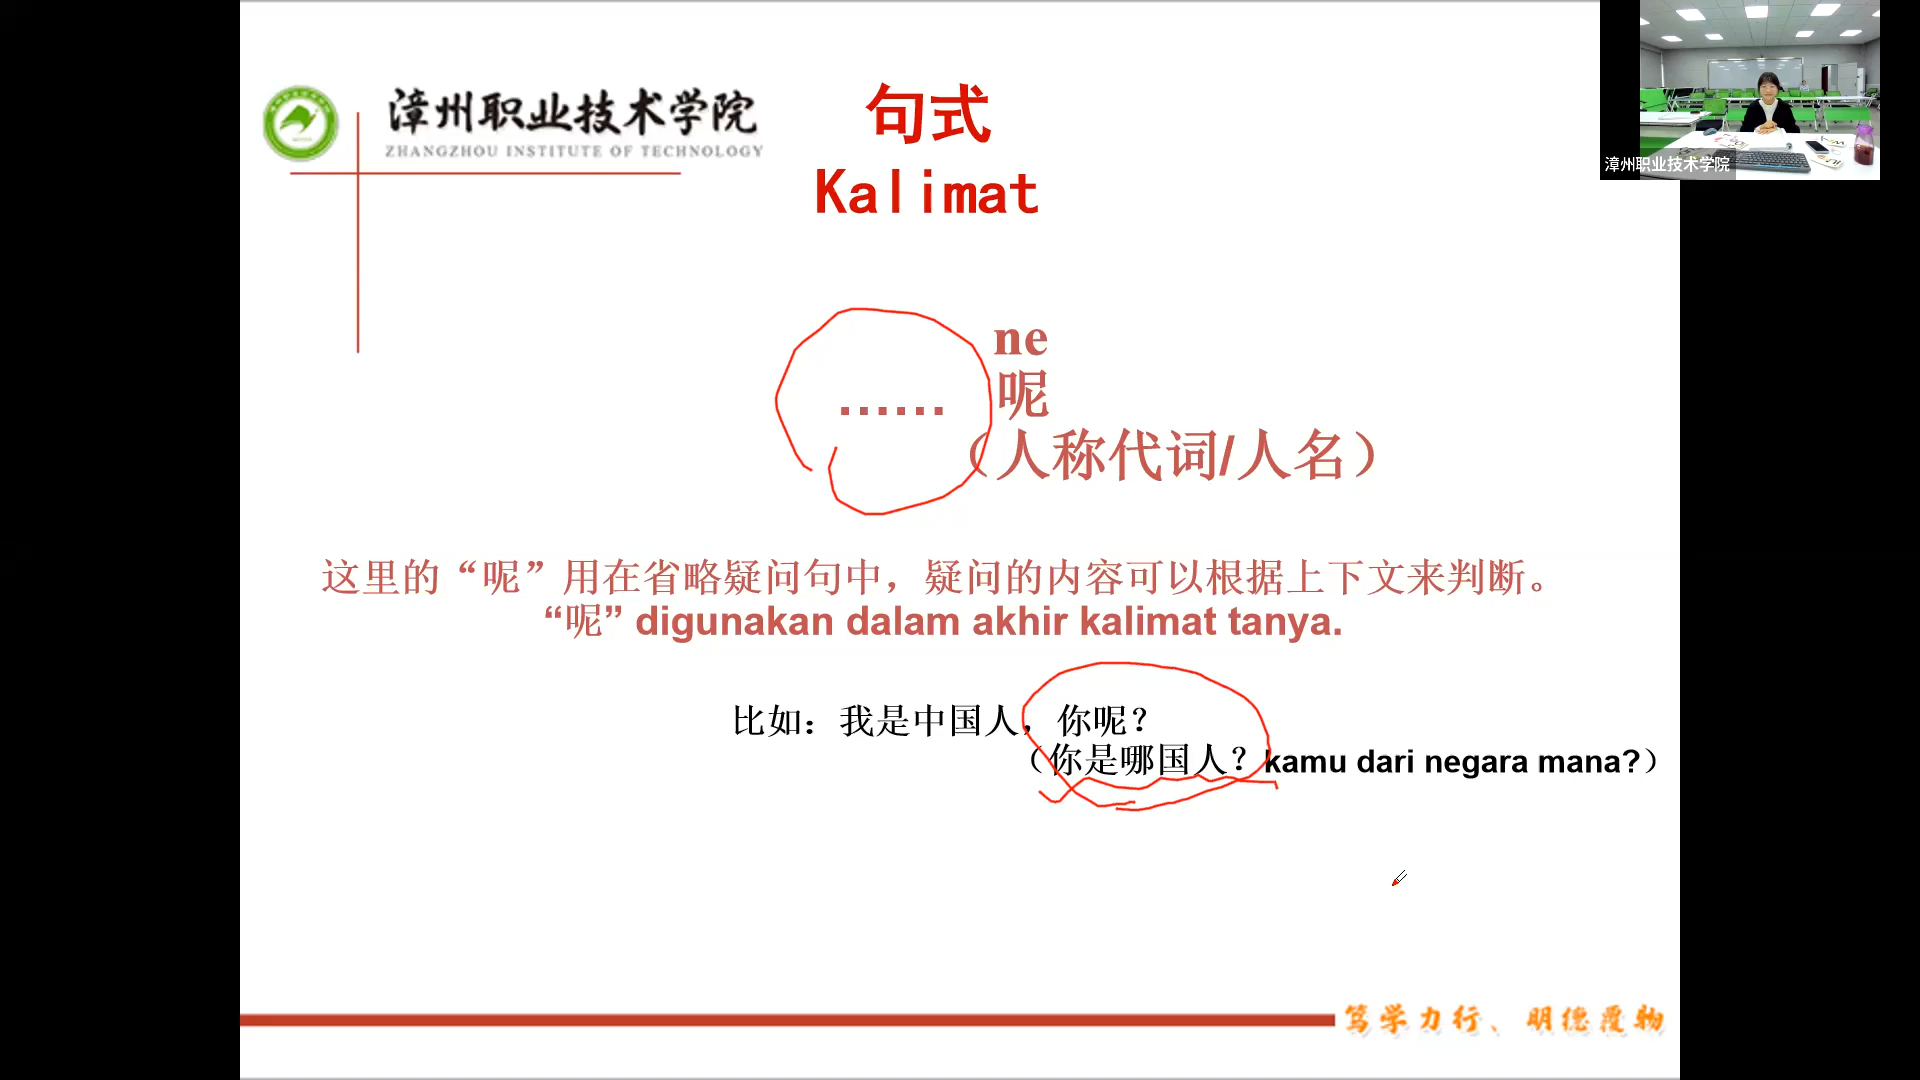 漳州职业技术学院
ZHANGZHOU INSTITUTE OF TECHNOLOGY
句式
Kalimat
漳州职业技术学院
ne
…… 呢
（人称代词/人名）
这里的“呢”用在省略疑问句中，疑问的内容可以根据上下文来判断。
“呢” digunakan dalam akhir kalimat tanya.
比如：我是中国人，你呢？
（你是哪国人？kamu dari negara mana?）
笃学力行、明德覆物